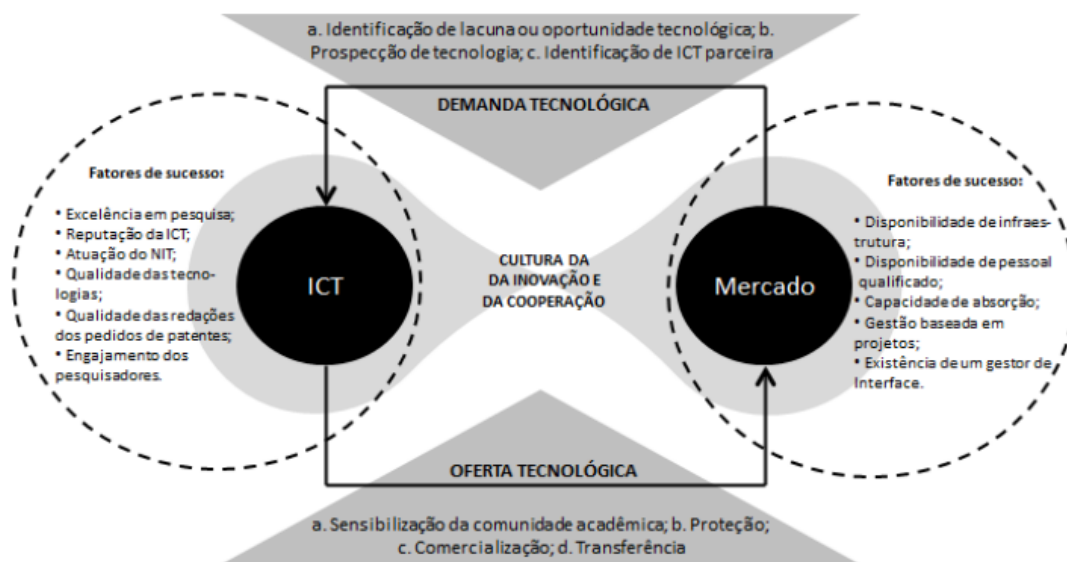 a. Identificação de lacuna ou oportunidade tecnológica; b.
Prospecção de tecnologia; c. Identificação de ICT parceira
DEMANDA TECNOLÓGICA
Fatores de sucesso:
• Excelência em pesquisa;
• Reputação da ICT;
• Atuação do NIT;
• Qualidade das tecno-
logias;
• Qualidade das redações
dos pedidos de patentes;
• Engajamento dos
pesquisadores.
ICT
CULTURA DA
DA INOVAÇÃO E
DA COOPERAÇÃO
Mercado
Fatores de sucesso:
• Disponibilidade de infraes-
trutura;
• Disponibilidade de pessoal
qualificado;
• Capacidade de absorção;
• Gestão baseada em
projetos;
• Existência de um gestor de
Interface.
OFERTA TECNOLÓGICA
a. Sensibilização da comunidade acadêmica; b. Proteção;
c. Comercialização; d. Transferência